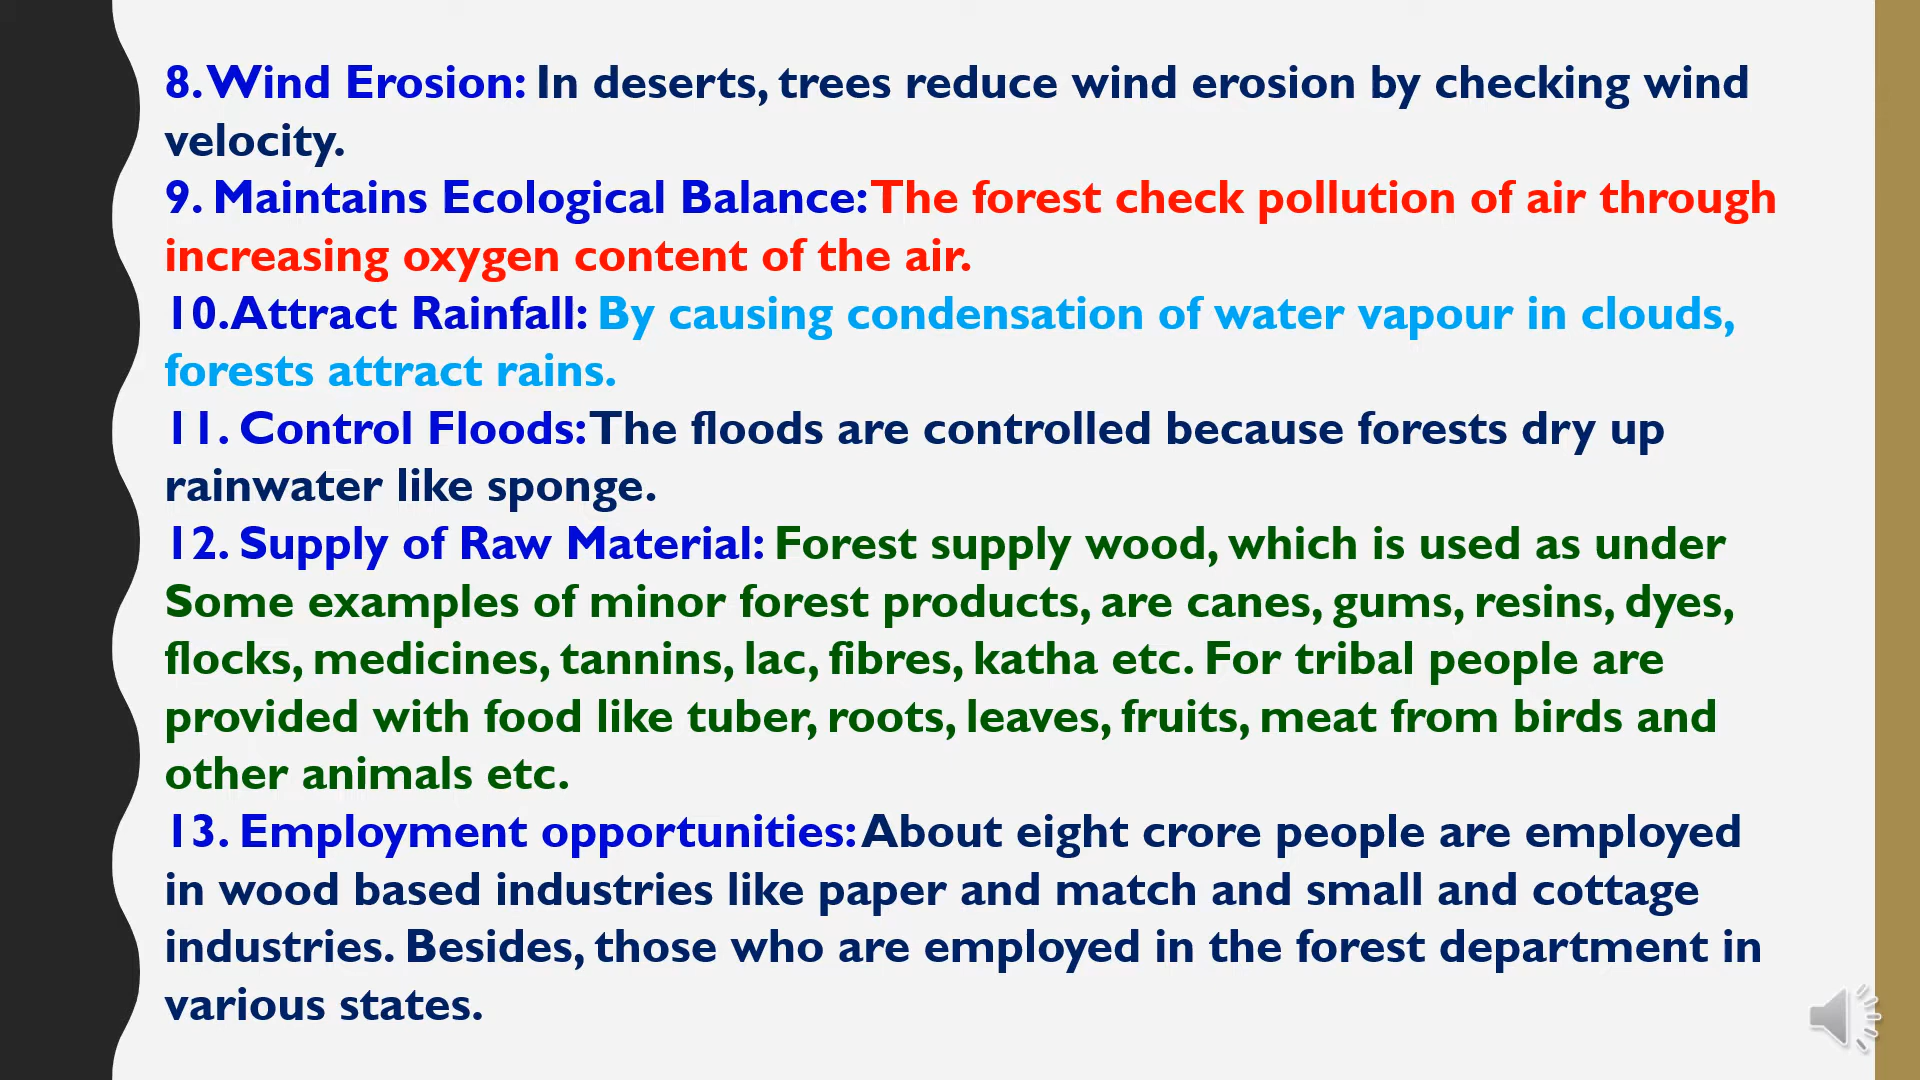 8. Wind Erosion: In deserts, trees reduce wind erosion by checking wind
velocity.
9. Maintains Ecological Balance: The forest check pollution of air through
increasing oxygen content of the air.
10. Attract Rainfall: By causing condensation of water vapour in clouds,
forests attract rains.
11. Control Floods: The floods are controlled because forests dry up
rainwater like sponge.
12. Supply of Raw Material: Forest supply wood, which is used as under
Some examples of minor forest products, are canes, gums, resins, dyes,
flocks, medicines, tannins, lac, fibres, katha etc. For tribal people are
provided with food like tuber, roots, leaves, fruits, meat from birds and
other animals etc.
13. Employment opportunities: About eight crore people are employed
in wood based industries like paper and match and small and cottage
industries. Besides, those who are employed in the forest department in
various states.